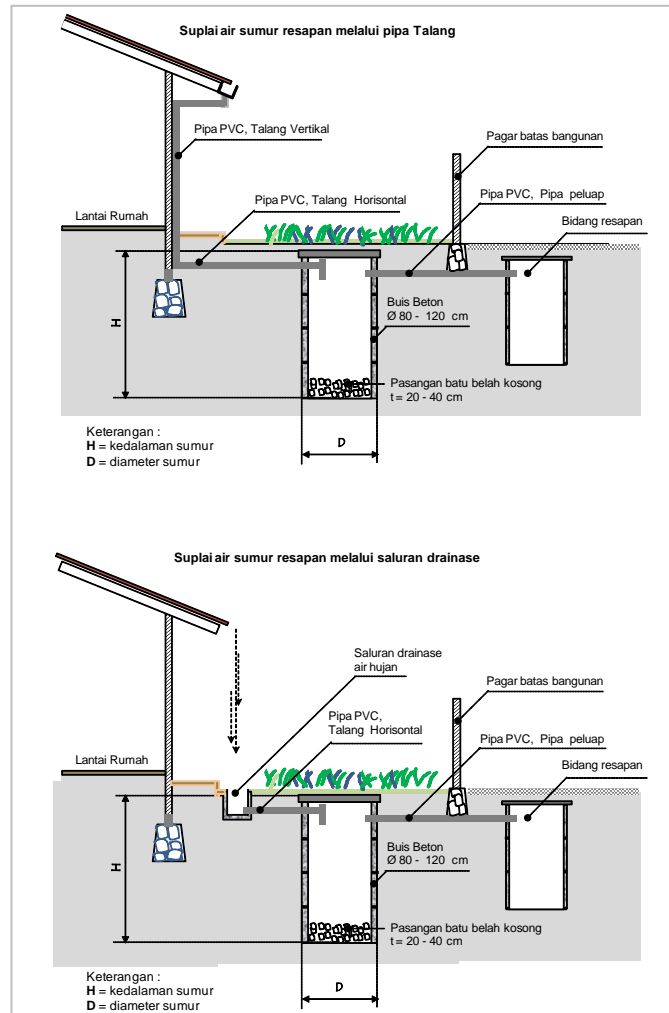 Suplai air sumur resapan melalui pipa Talang
Pipa PVC, Talang Vertikal
Pagar batas bangunan
Lantai Rumah
Pipa PVC, Talang Horisontal
Pipa PVC, Pipa peluap
Bidang resapan
H
Buis Beton
Ø 80 - 120 cm
Pasangan batu belah kosong
t = 20 - 40 cm
D
Keterangan :
H = kedalaman sumur
D = diameter sumur
Suplai air sumur resapan melalui saluran drainase
Saluran drainase
air hujan
Pagar batas bangunan
Pipa PVC,
Talang Horisontal
Pipa PVC, Pipa peluap
Lantai Rumah
Bidang resapan
H
Buis Beton
Ø 80 - 120 cm
Pasangan batu belah kosong
t = 20 - 40 cm
D
Keterangan :
H = kedalaman sumur
D = diameter sumur